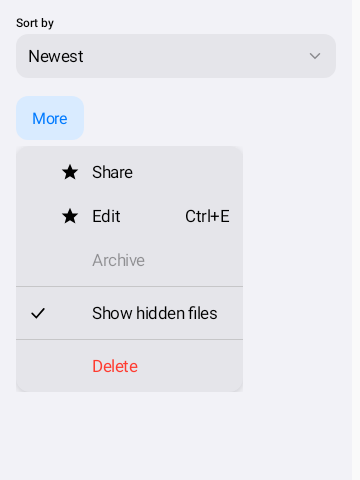 Sort by
Newest
More
Share
Edit Ctrl+E
Archive
Show hidden files
Delete